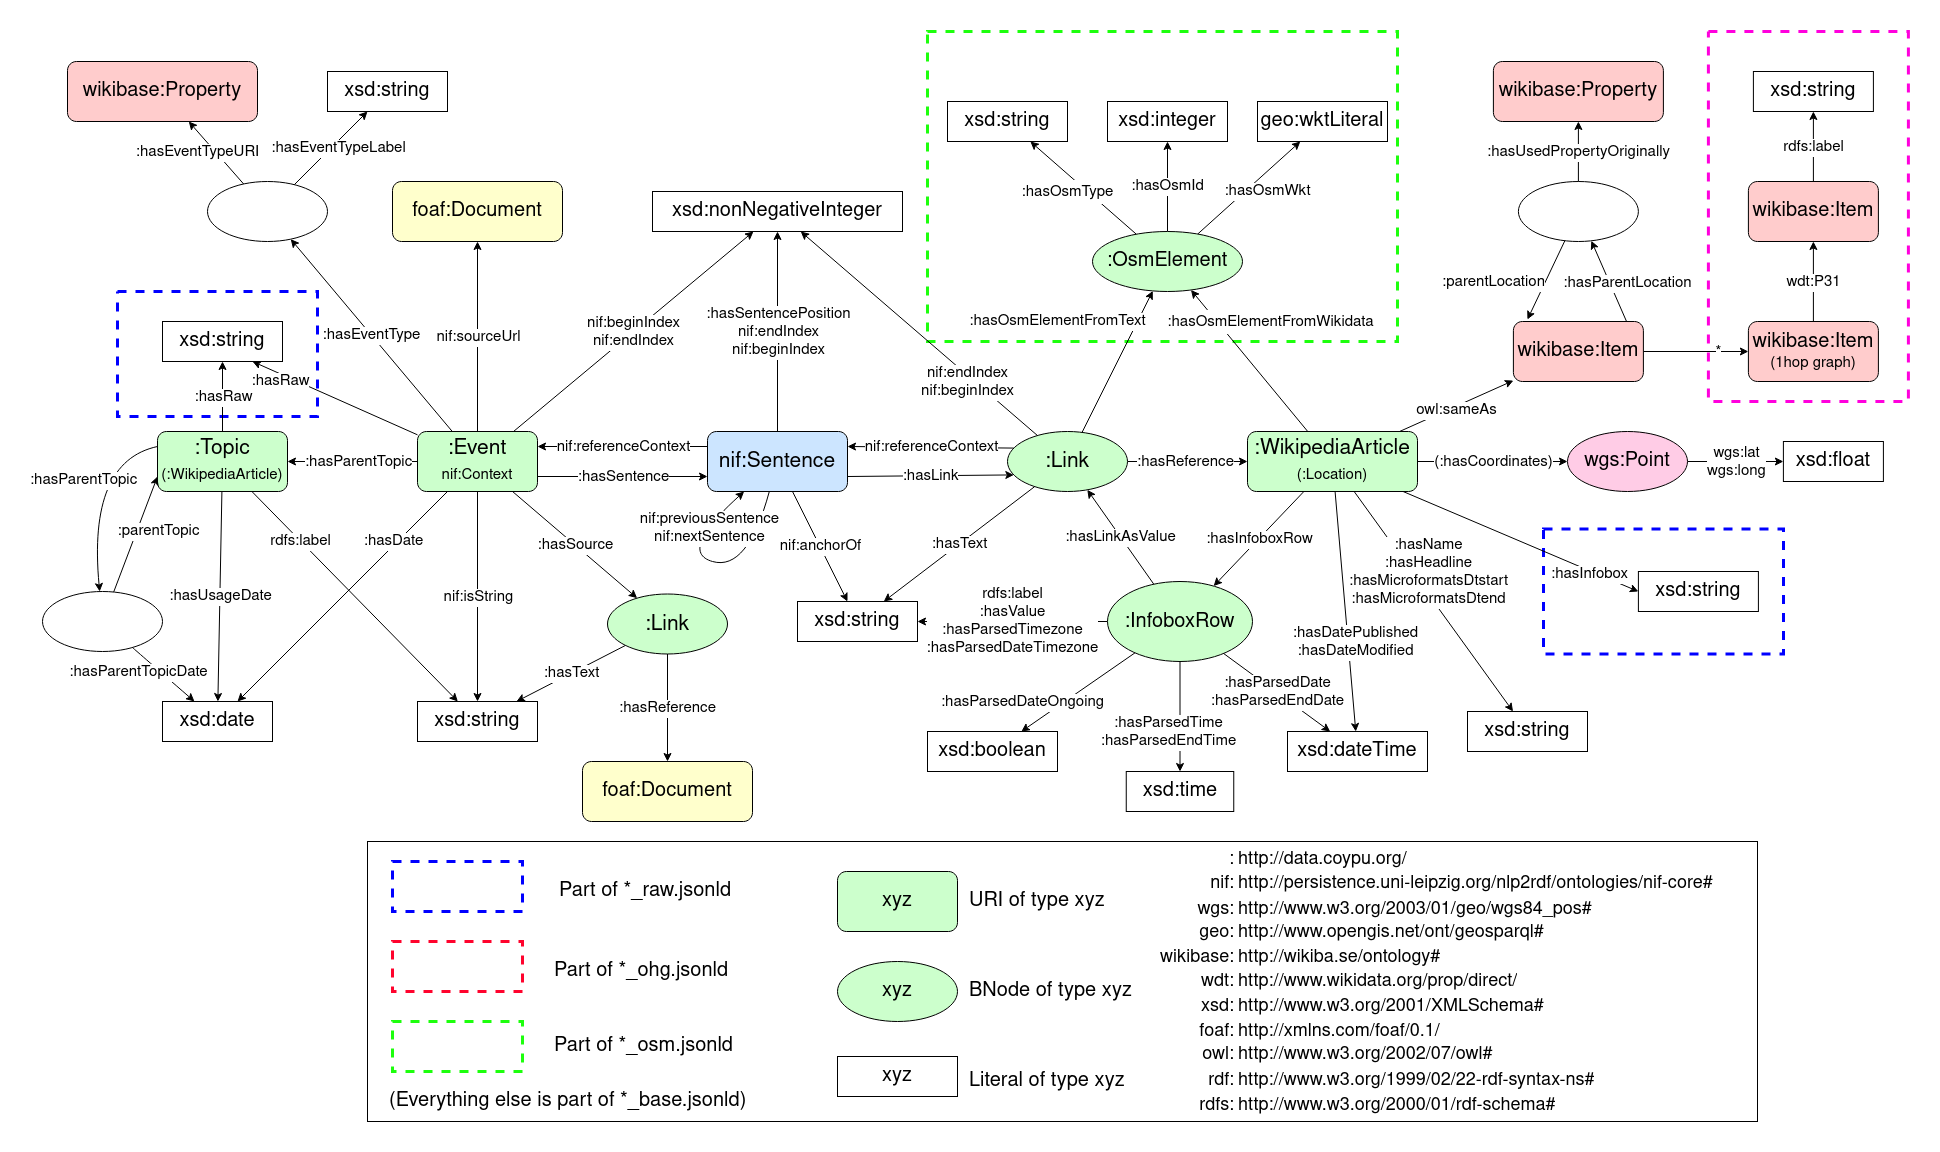 wikibase:Property
xsd:string
:hasEventTypeURI
:hasEventTypeLabel
foaf:Document
xsd:nonNegativeInteger
xsd:string
xsd:integer
geo:wktLiteral
:hasOsmType
:hasOsmId
:hasOsmWkt
:OsmElement
:hasOsmElementFromText
:hasOsmElementFromWikidata
wikibase:Property
:hasUsedPropertyOriginally
:parentLocation
:hasParentLocation
wikibase:Item
*
xsd:string
rdfs:label
wikibase:Item
wdt:P31
wikibase:Item
(1hop graph)
xsd:string
:hasRaw
:hasRaw
:hasEventType
nif:sourceUrl
nif:beginIndex
nif:endIndex
:hasSentencePosition
nif:endIndex
nif:beginIndex
nif:endIndex
nif:beginIndex
owl:sameAs
:Topic
(:WikipediaArticle)
:hasParentTopic
:Event
nif:Context
nif:referenceContext
:hasSentence
nif:Sentence
nif:referenceContext
:hasLink
:Link
:hasReference
:WikipediaArticle
(:Location)
(:hasCoordinates)
wgs:Point
wgs:lat
wgs:long
xsd:float
:hasParentTopic
:parentTopic
rdfs:label
:hasDate
:hasUsageDate
:hasParentTopicDate
nif:isString
:hasSource
nif:previousSentence
nif:nextSentence
nif:anchorOf
:hasText
:hasLinkAsValue
:hasInfoboxRow
:hasName
:hasHeadline
:hasMicroformatsDtstart
:hasMicroformatsDtend
:hasInfobox
xsd:string
:Link
:hasText
:hasReference
xsd:string
rdfs:label
:hasValue
:hasParsedTimezone
:hasParsedDateTimezone
:InfoboxRow
:hasDatePublished
:hasDateModified
:hasParsedDateOngoing
:hasParsedTime
:hasParsedEndTime
:hasParsedDate
:hasParsedEndDate
xsd:date
xsd:string
foaf:Document
xsd:boolean
xsd:time
xsd:dateTime
xsd:string
Part of *_raw.jsonld
Part of *_ohg.jsonld
Part of *_osm.jsonld
(Everything else is part of *_base.jsonld)
xyz
URI of type xyz
xyz
BNode of type xyz
xyz
Literal of type xyz
: http://data.coypu.org/
nif: http://persistence.uni-leipzig.org/nlp2rdf/ontologies/nif-core#
wgs: http://www.w3.org/2003/01/geo/wgs84_pos#
geo: http://www.opengis.net/ont/geosparql#
wikibase: http://wikiba.se/ontology#
wdt: http://www.wikidata.org/prop/direct/
xsd: http://www.w3.org/2001/XMLSchema#
foaf: http://xmlns.com/foaf/0.1/
owl: http://www.w3.org/2002/07/owl#
rdf: http://www.w3.org/1999/02/22-rdf-syntax-ns#
rdfs: http://www.w3.org/2000/01/rdf-schema#